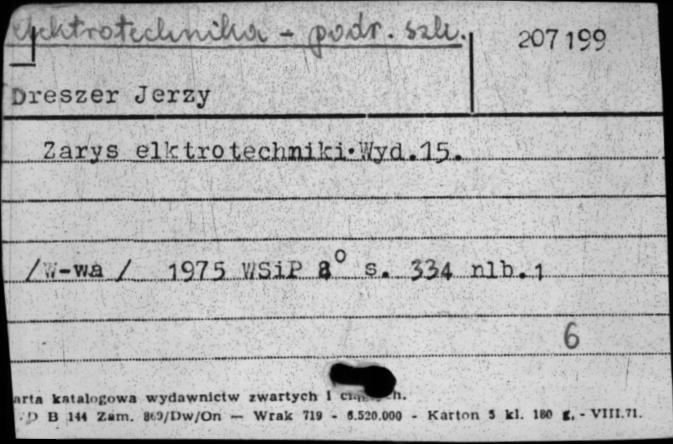 elektrotechnika - podr. szk.
207199
Dreszer Jerzy
Zarys elktrotechniki.Wyd.15.
/W-wa / 1975 WSiP 8° s. 334 nlb.1
6
arta katalogowa wydawnictw zwartych i
D B 144 Zam. 869/Dw/On — Wrak 719 - 6.520.000 - Karton 5 kl. 180 g. - VIII.71.